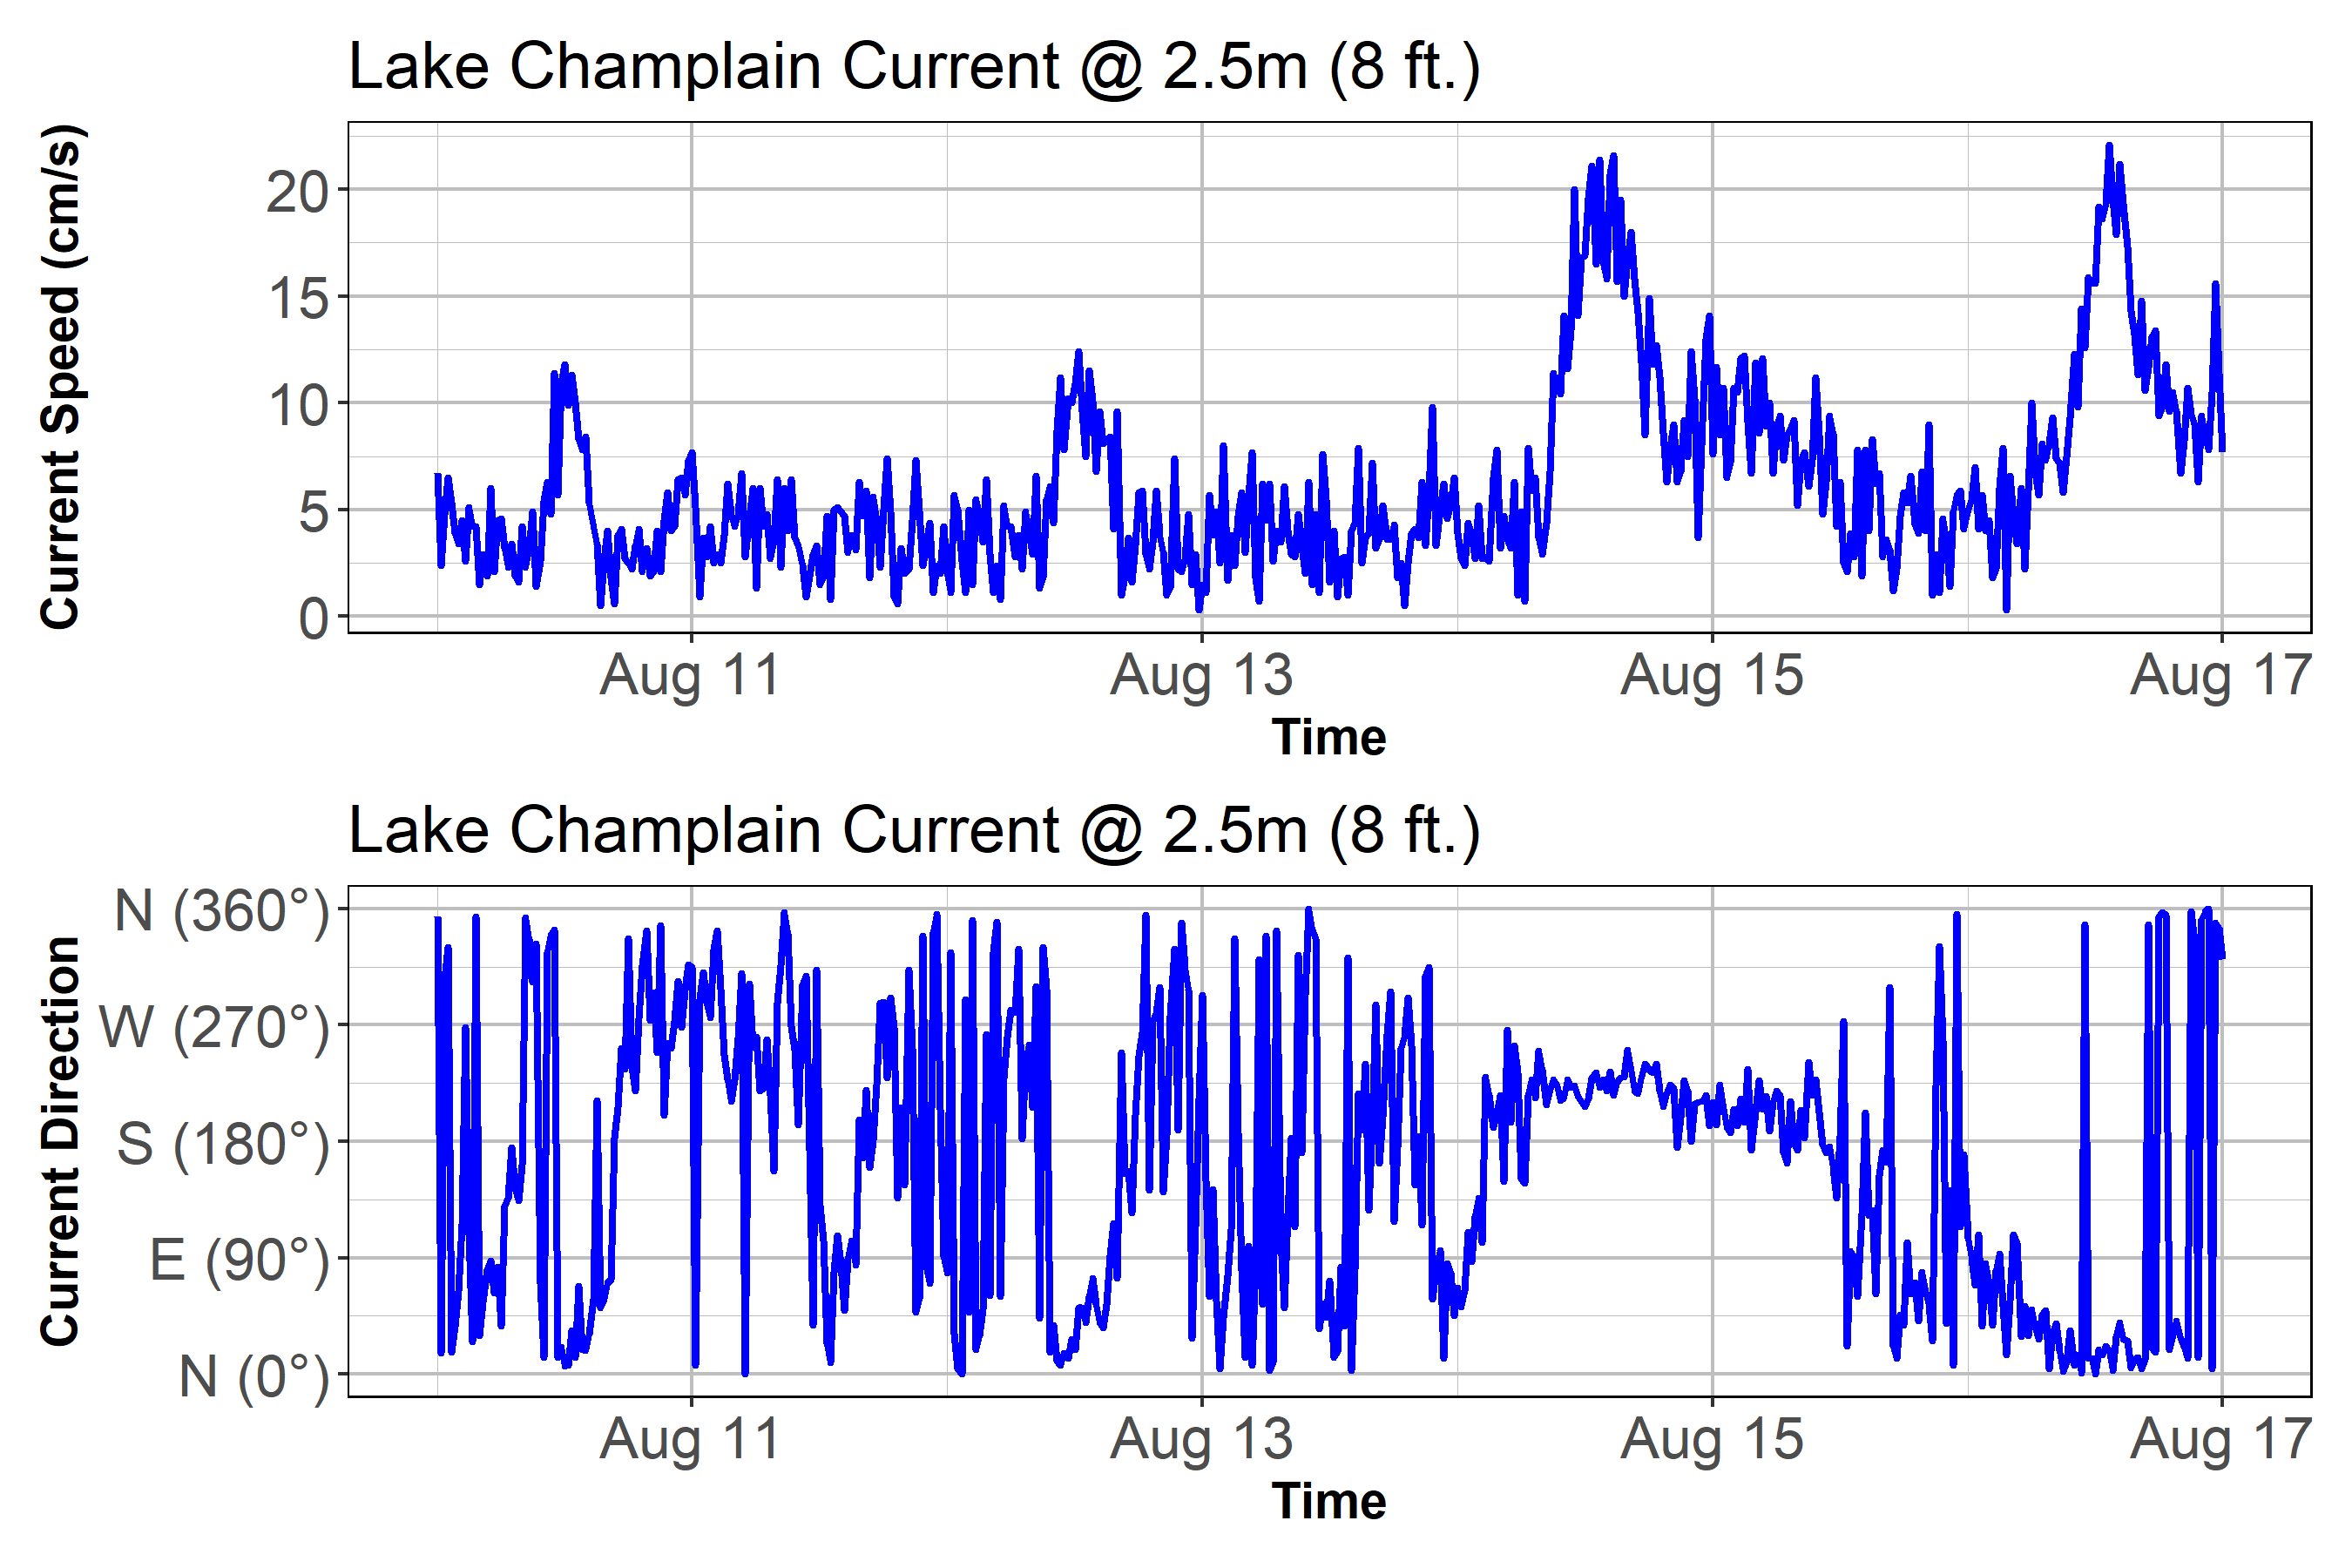 Lake Champlain Current @ 2.5m (8 ft.)
Current Speed (cm/s)
20
15
10
5
0
Aug 11
Aug 13
Aug 15
Aug 17
Time
Lake Champlain Current @ 2.5m (8 ft.)
Current Direction
N (360°)
W (270°)
S (180°)
E (90°)
N (0°)
Aug 11
Aug 13
Aug 15
Aug 17
Time